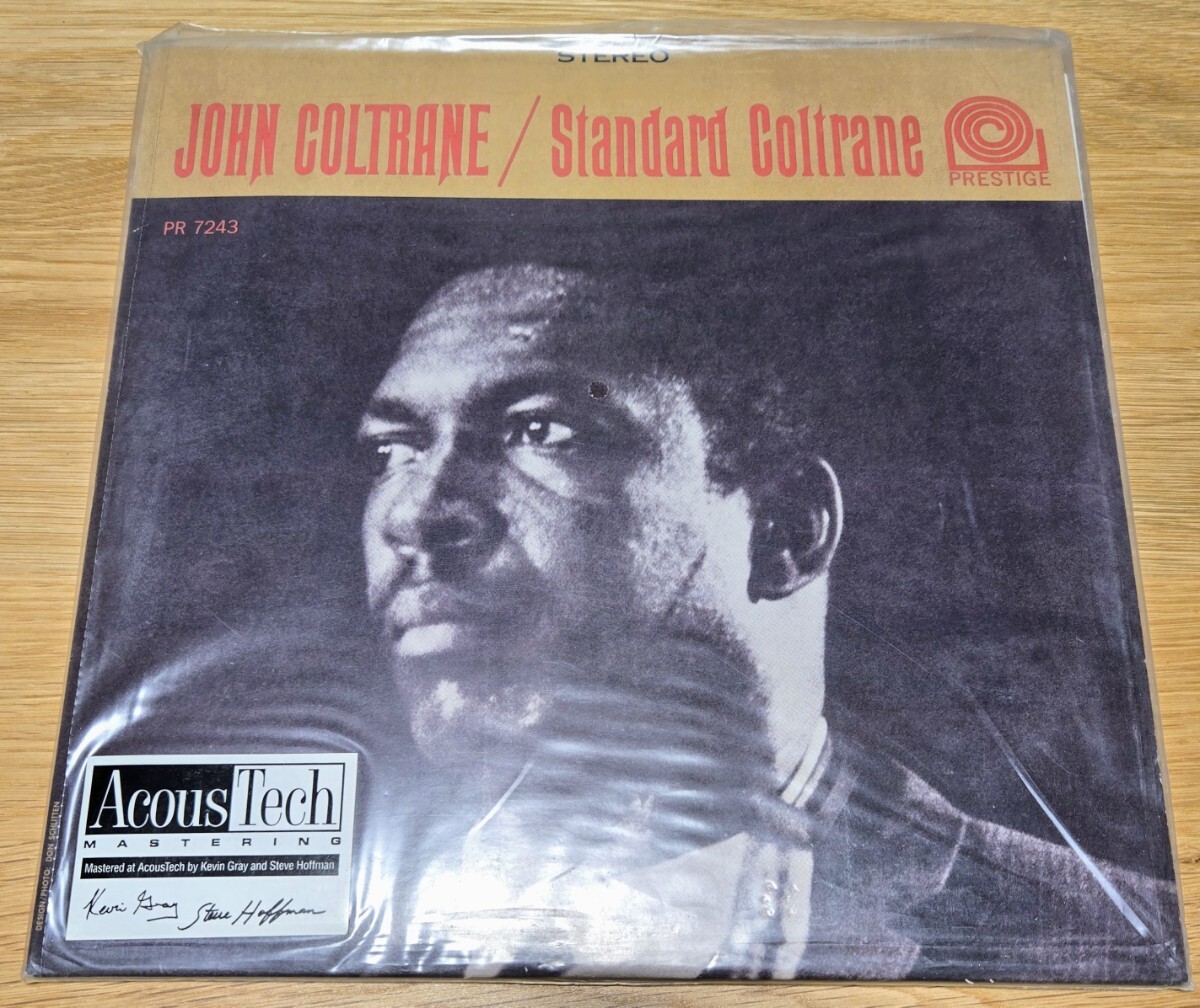 STEREO
JOHN COLTRANE / Standard Coltrane
PRESTIGE
PR 7243
DESIGN/PHOTO: DON SCHLITTEN
AcousTech
MASTERING
Mastered at AcousTech by Kevin Gray and Steve Hoffman
Kevin Gray Steve Hoffman